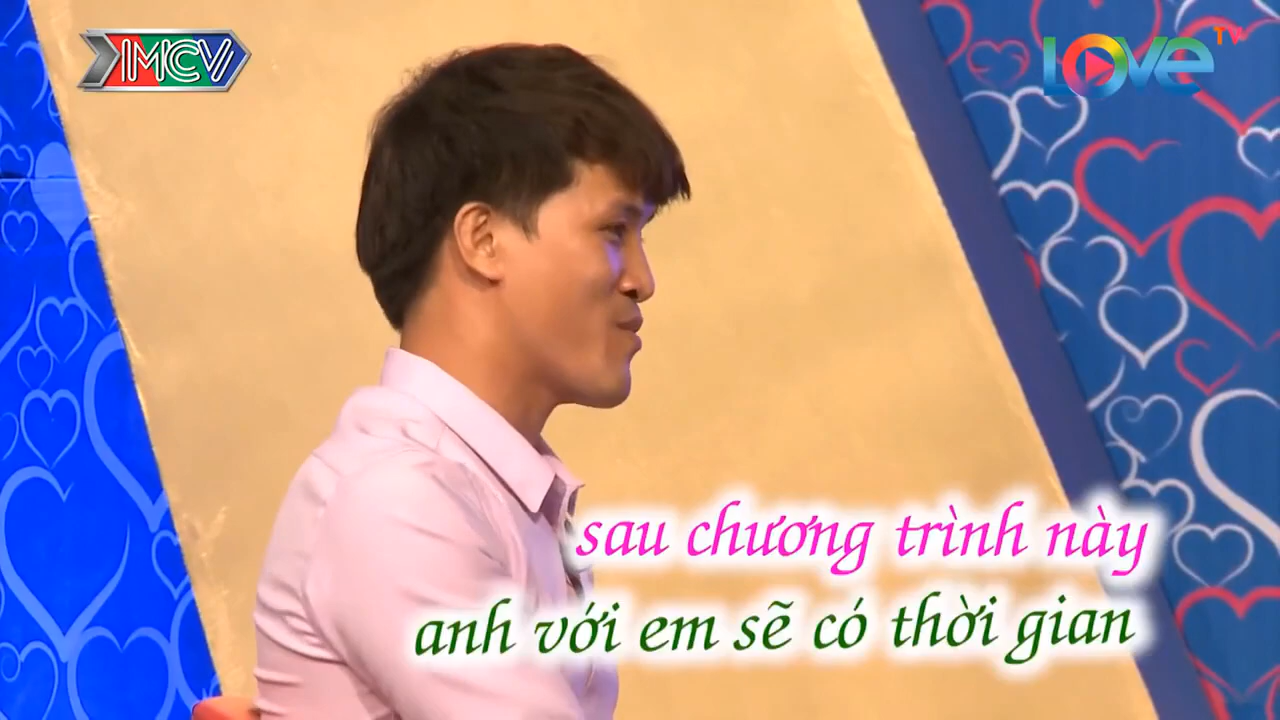 MCV
LOVE TV
sau chương trình này
anh với em sẽ có thời gian